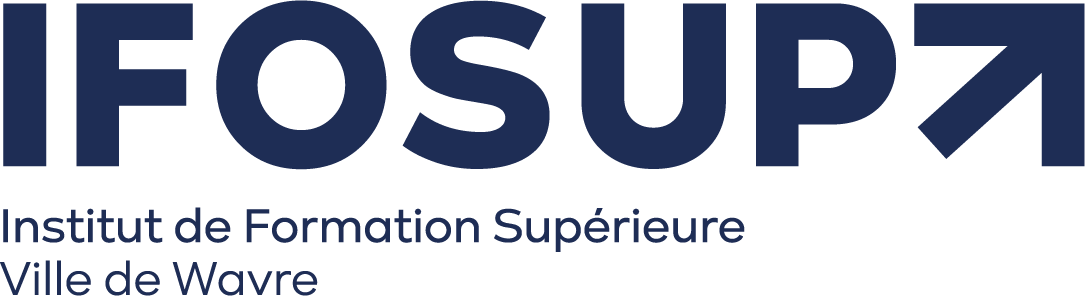 IFOSUP
Institut de Formation Supérieure
Ville de Wavre